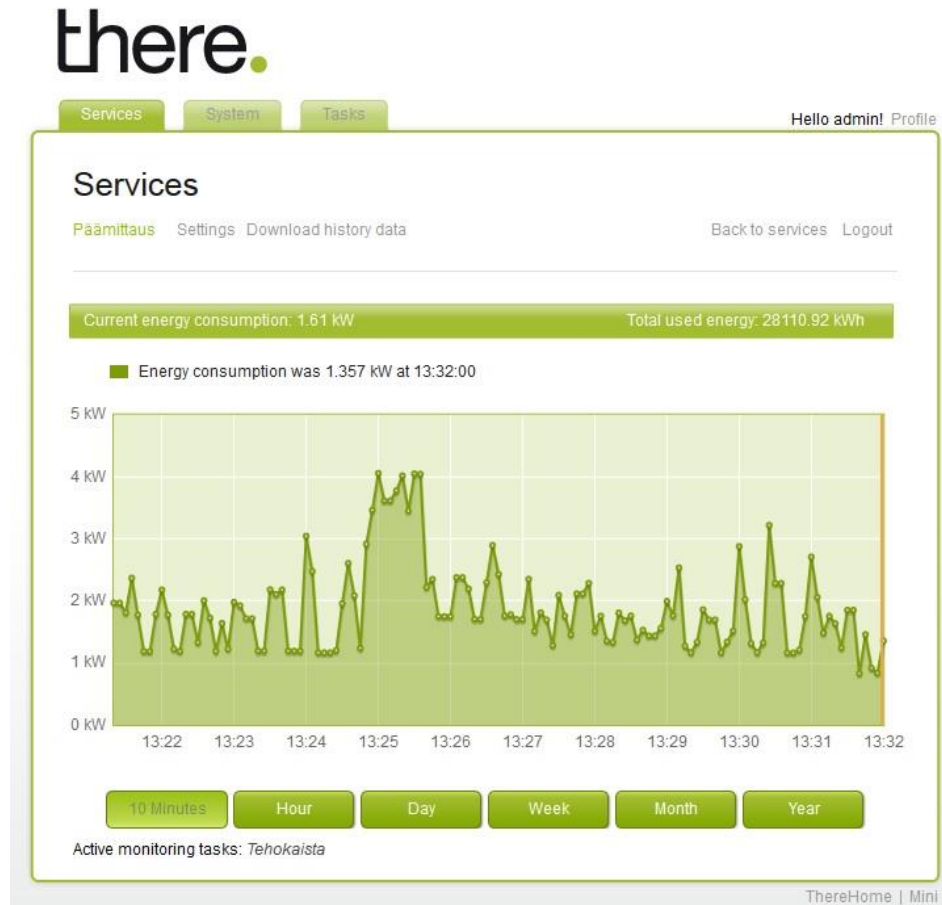 there.
Services System Tasks
Hello admin! Profile
Services
Päämittaus Settings Download history data Back to services Logout
Current energy consumption: 1.61 kW Total used energy: 28110.92 kWh
Energy consumption was 1.357 kW at 13:32:00
5 kW
4 kW
3 kW
2 kW
1 kW
0 kW
13:22 13:23 13:24 13:25 13:26 13:27 13:28 13:29 13:30 13:31 13:32
10 Minutes Hour Day Week Month Year
Active monitoring tasks: Tehokaista
ThereHome | Mini